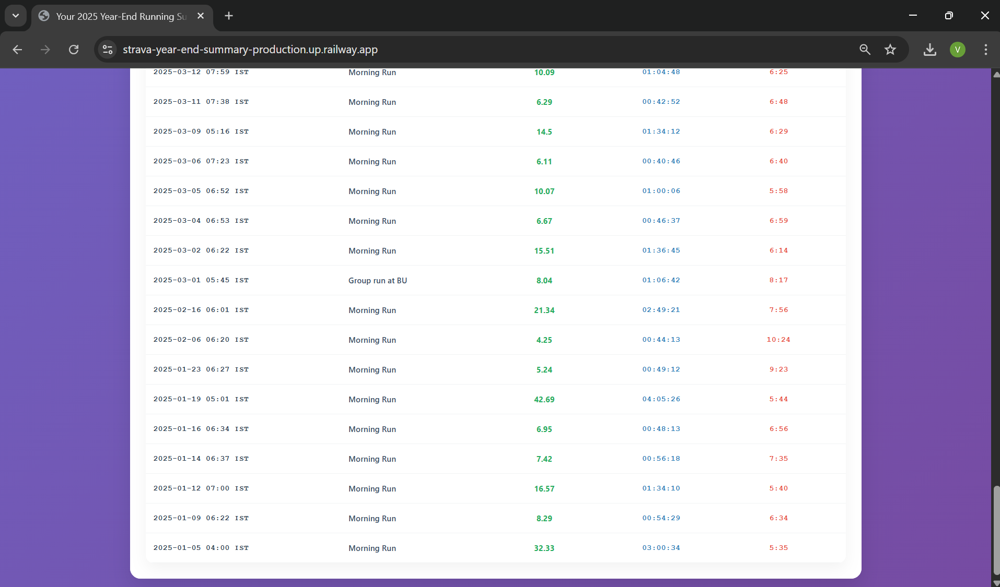 Your 2025 Year-End Running Su
strava-year-end-summary-production.up.railway.app
V
2025-03-12 07:59 IST Morning Run 10.09 01:04:48 6:25
2025-03-11 07:38 IST Morning Run 6.29 00:42:52 6:48
2025-03-09 05:16 IST Morning Run 14.5 01:34:12 6:29
2025-03-06 07:23 IST Morning Run 6.11 00:40:46 6:40
2025-03-05 06:52 IST Morning Run 10.07 01:00:06 5:58
2025-03-04 06:53 IST Morning Run 6.67 00:46:37 6:59
2025-03-02 06:22 IST Morning Run 15.51 01:36:45 6:14
2025-03-01 05:45 IST Group run at BU 8.04 01:06:42 8:17
2025-02-16 06:01 IST Morning Run 21.34 02:49:21 7:56
2025-02-06 06:20 IST Morning Run 4.25 00:44:13 10:24
2025-01-23 06:27 IST Morning Run 5.24 00:49:12 9:23
2025-01-19 05:01 IST Morning Run 42.69 04:05:26 5:44
2025-01-16 06:34 IST Morning Run 6.95 00:48:13 6:56
2025-01-14 06:37 IST Morning Run 7.42 00:56:18 7:35
2025-01-12 07:00 IST Morning Run 16.57 01:34:10 5:40
2025-01-09 06:22 IST Morning Run 8.29 00:54:29 6:34
2025-01-05 04:00 IST Morning Run 32.33 03:00:34 5:35